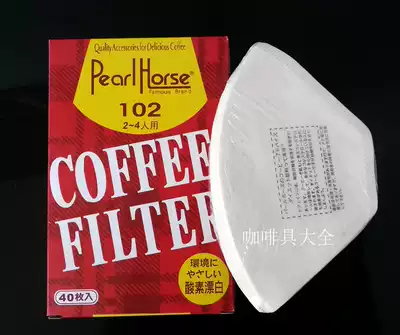 Quality Accessories for Delicious Coffee
Pearl Horse®
Famous Brand
102
2~4人用
COFFEE
FILTER
環境に
やさしい
酸素漂白
40枚入
咖啡具大全